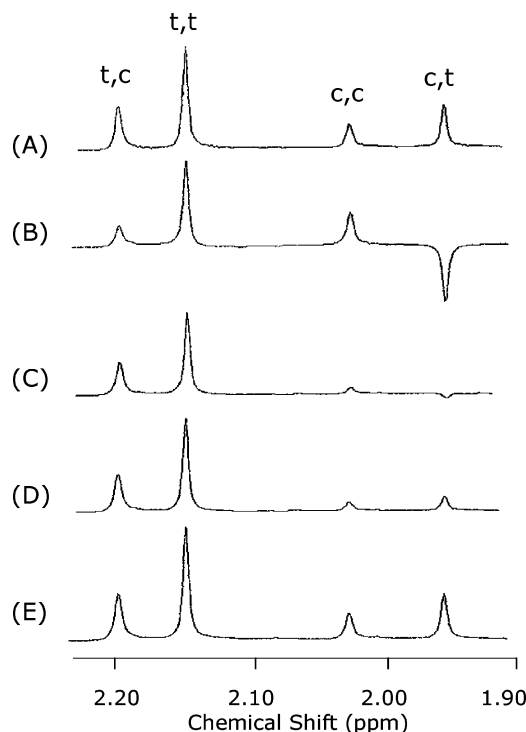 t,t
t,c
c,c
c,t
(A)
(B)
(C)
(D)
(E)
2.20 2.10 2.00 1.90
Chemical Shift (ppm)